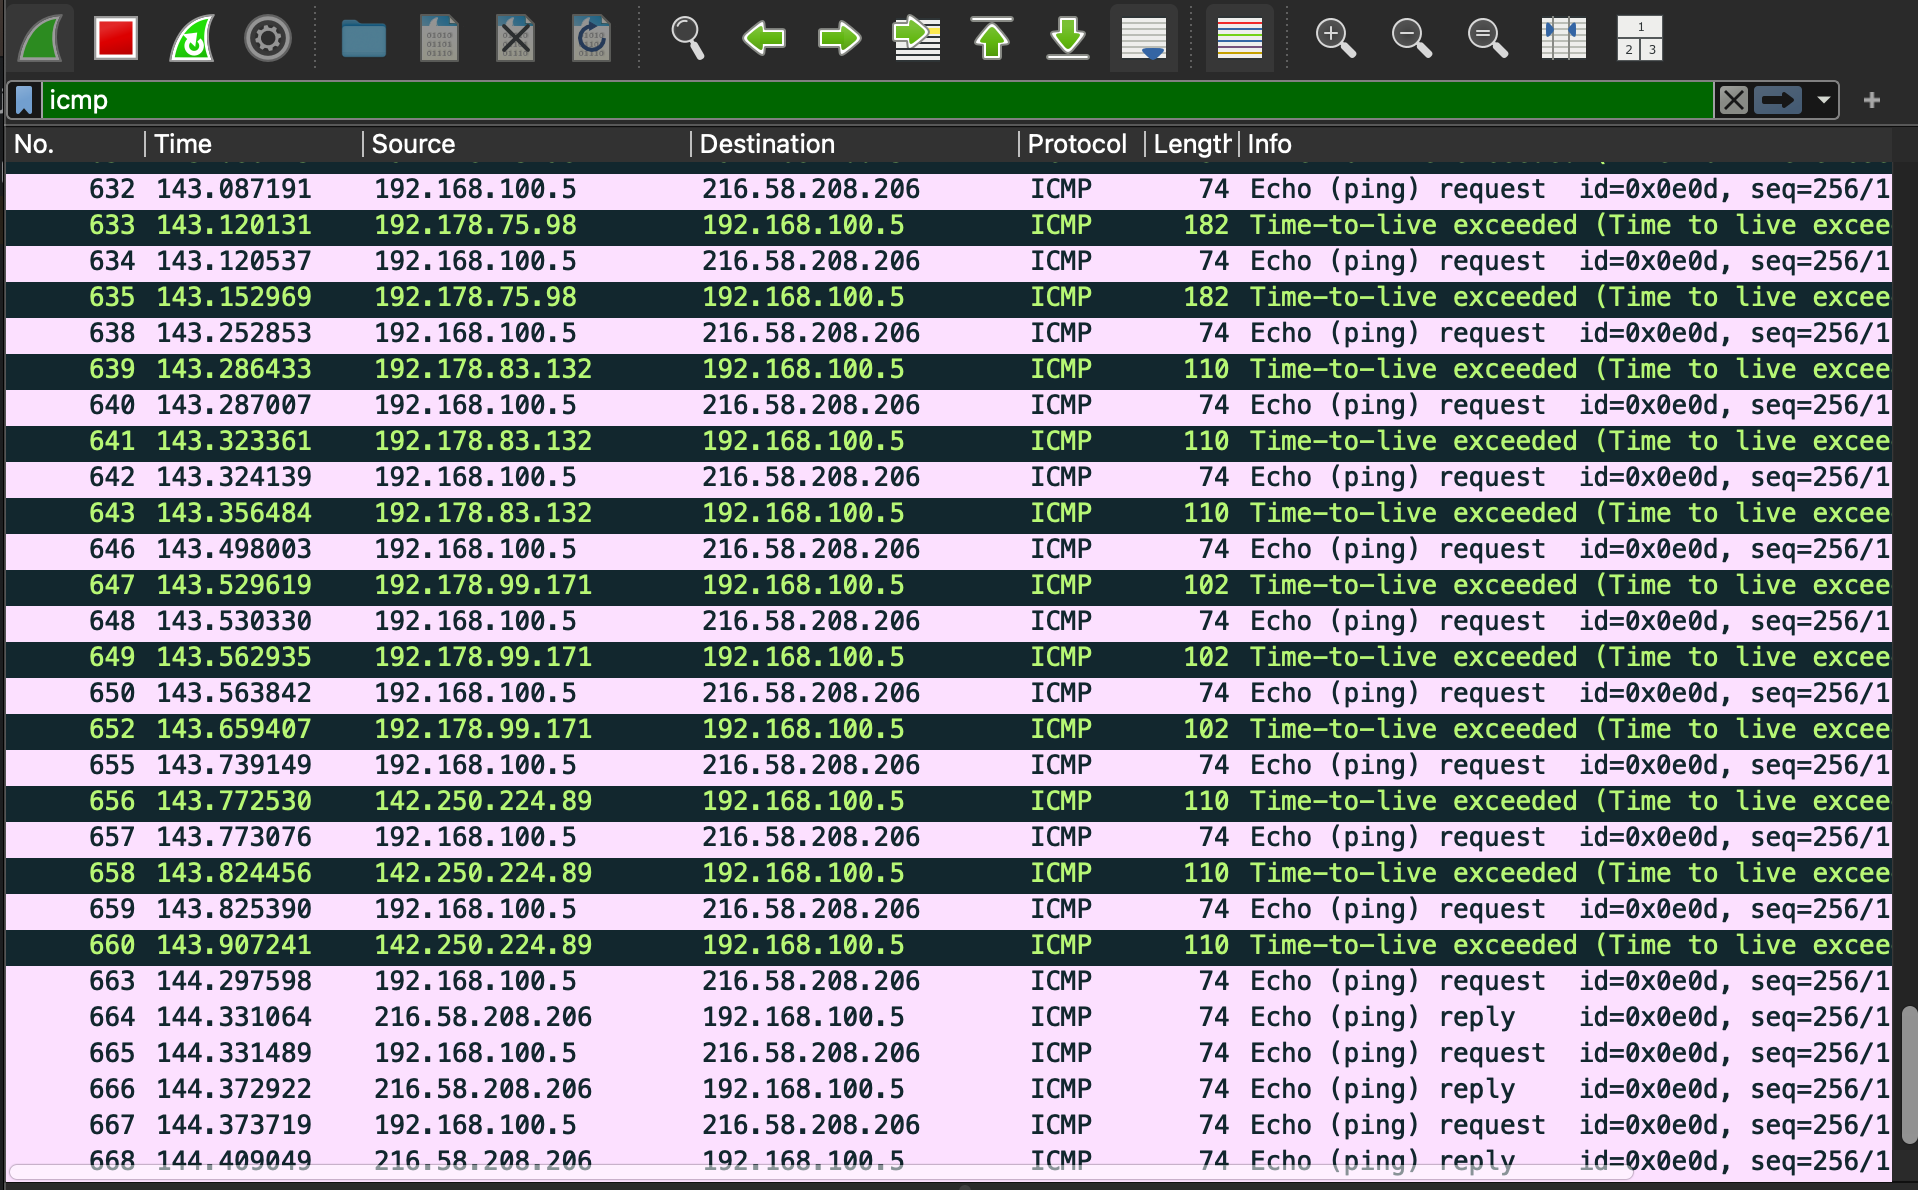 1
2 3
icmp
No. Time Source Destination Protocol Length Info
632 143.087191 192.168.100.5 216.58.208.206 ICMP 74 Echo (ping) request id=0x0e0d, seq=256/1
633 143.120131 192.178.75.98 192.168.100.5 ICMP 182 Time-to-live exceeded (Time to live excee
634 143.120537 192.168.100.5 216.58.208.206 ICMP 74 Echo (ping) request id=0x0e0d, seq=256/1
635 143.152969 192.178.75.98 192.168.100.5 ICMP 182 Time-to-live exceeded (Time to live excee
638 143.252853 192.168.100.5 216.58.208.206 ICMP 74 Echo (ping) request id=0x0e0d, seq=256/1
639 143.286433 192.178.83.132 192.168.100.5 ICMP 110 Time-to-live exceeded (Time to live excee
640 143.287007 192.168.100.5 216.58.208.206 ICMP 74 Echo (ping) request id=0x0e0d, seq=256/1
641 143.323361 192.178.83.132 192.168.100.5 ICMP 110 Time-to-live exceeded (Time to live excee
642 143.324139 192.168.100.5 216.58.208.206 ICMP 74 Echo (ping) request id=0x0e0d, seq=256/1
643 143.356484 192.178.83.132 192.168.100.5 ICMP 110 Time-to-live exceeded (Time to live excee
646 143.498003 192.168.100.5 216.58.208.206 ICMP 74 Echo (ping) request id=0x0e0d, seq=256/1
647 143.529619 192.178.99.171 192.168.100.5 ICMP 102 Time-to-live exceeded (Time to live excee
648 143.530330 192.168.100.5 216.58.208.206 ICMP 74 Echo (ping) request id=0x0e0d, seq=256/1
649 143.562935 192.178.99.171 192.168.100.5 ICMP 102 Time-to-live exceeded (Time to live excee
650 143.563842 192.168.100.5 216.58.208.206 ICMP 74 Echo (ping) request id=0x0e0d, seq=256/1
652 143.659407 192.178.99.171 192.168.100.5 ICMP 102 Time-to-live exceeded (Time to live excee
655 143.739149 192.168.100.5 216.58.208.206 ICMP 74 Echo (ping) request id=0x0e0d, seq=256/1
656 143.772530 142.250.224.89 192.168.100.5 ICMP 110 Time-to-live exceeded (Time to live excee
657 143.773076 192.168.100.5 216.58.208.206 ICMP 74 Echo (ping) request id=0x0e0d, seq=256/1
658 143.824456 142.250.224.89 192.168.100.5 ICMP 110 Time-to-live exceeded (Time to live excee
659 143.825390 192.168.100.5 216.58.208.206 ICMP 74 Echo (ping) request id=0x0e0d, seq=256/1
660 143.907241 142.250.224.89 192.168.100.5 ICMP 110 Time-to-live exceeded (Time to live excee
663 144.297598 192.168.100.5 216.58.208.206 ICMP 74 Echo (ping) request id=0x0e0d, seq=256/1
664 144.331064 216.58.208.206 192.168.100.5 ICMP 74 Echo (ping) reply id=0x0e0d, seq=256/1
665 144.331489 192.168.100.5 216.58.208.206 ICMP 74 Echo (ping) request id=0x0e0d, seq=256/1
666 144.372922 216.58.208.206 192.168.100.5 ICMP 74 Echo (ping) reply id=0x0e0d, seq=256/1
667 144.373719 192.168.100.5 216.58.208.206 ICMP 74 Echo (ping) request id=0x0e0d, seq=256/1
668 144.409049 216.58.208.206 192.168.100.5 ICMP 74 Echo (ping) reply id=0x0e0d, seq=256/1